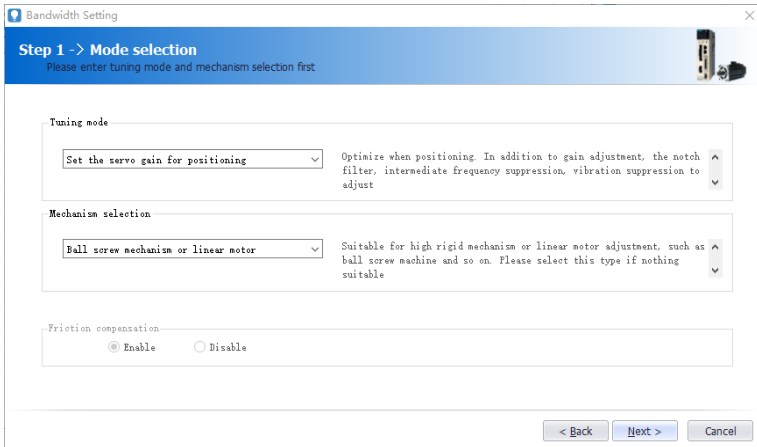 Bandwidth Setting
Step 1 -> Mode selection
Please enter tuning mode and mechanism selection first
Tuning mode
Set the servo gain for positioning
Optimize when positioning. In addition to gain adjustment, the notch
filter, intermediate frequency suppression, vibration suppression to
adjust
Mechanism selection
Ball screw mechanism or linear motor
Suitable for high rigid mechanism or linear motor adjustment, such as
ball screw machine and so on. Please select this type if nothing
suitable
Friction compensation
Enable
Disable
< Back
Next >
Cancel